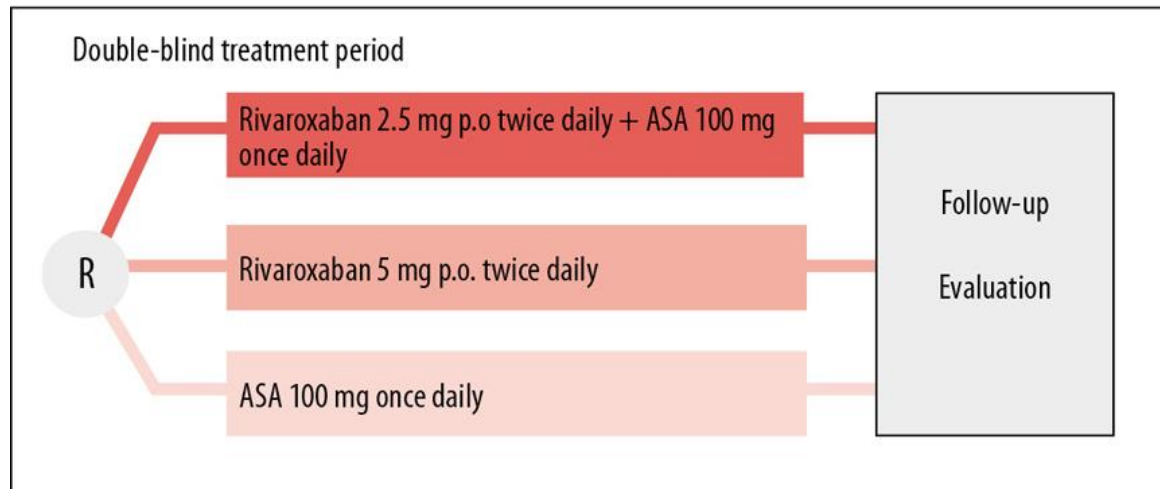 Double-blind treatment period
Rivaroxaban 2.5 mg p.o twice daily + ASA 100 mg
once daily
R
Rivaroxaban 5 mg p.o. twice daily
ASA 100 mg once daily
Follow-up
Evaluation